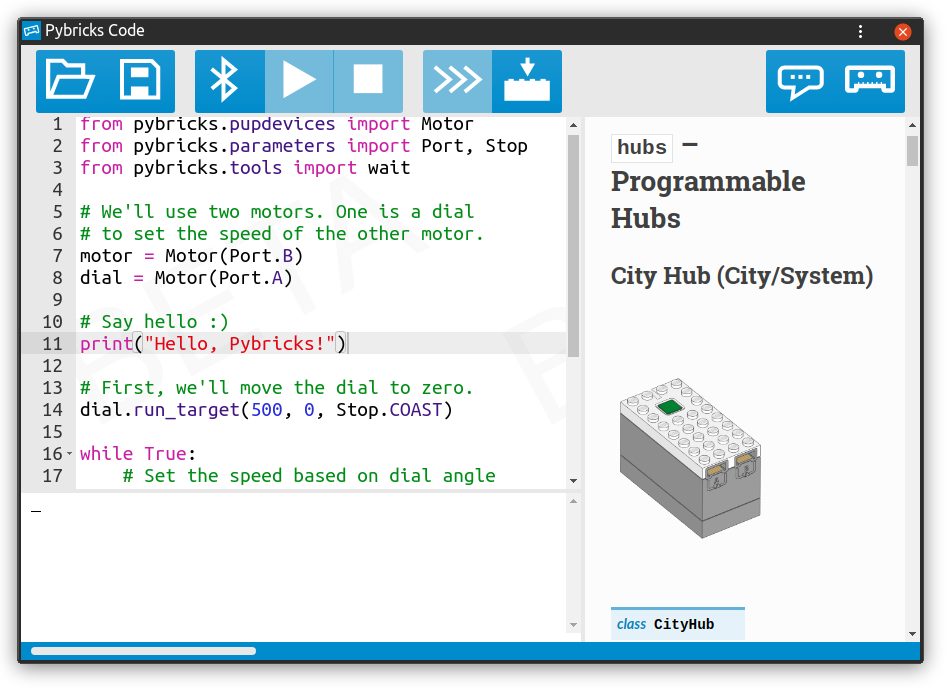 Pybricks Code
1 from pybricks.pupdevices import Motor
2 from pybricks.parameters import Port, Stop
3 from pybricks.tools import wait
4
5 # We'll use two motors. One is a dial
6 # to set the speed of the other motor.
7 motor = Motor(Port.B)
8 dial = Motor(Port.A)
9
10 # Say hello :)
11 print("Hello, Pybricks!")
12
13 # First, we'll move the dial to zero.
14 dial.run_target(500, 0, Stop.COAST)
15
16 while True:
17     # Set the speed based on dial angle
BETA
B
_
hubs –
Programmable
Hubs
City Hub (City/System)
A B
class CityHub